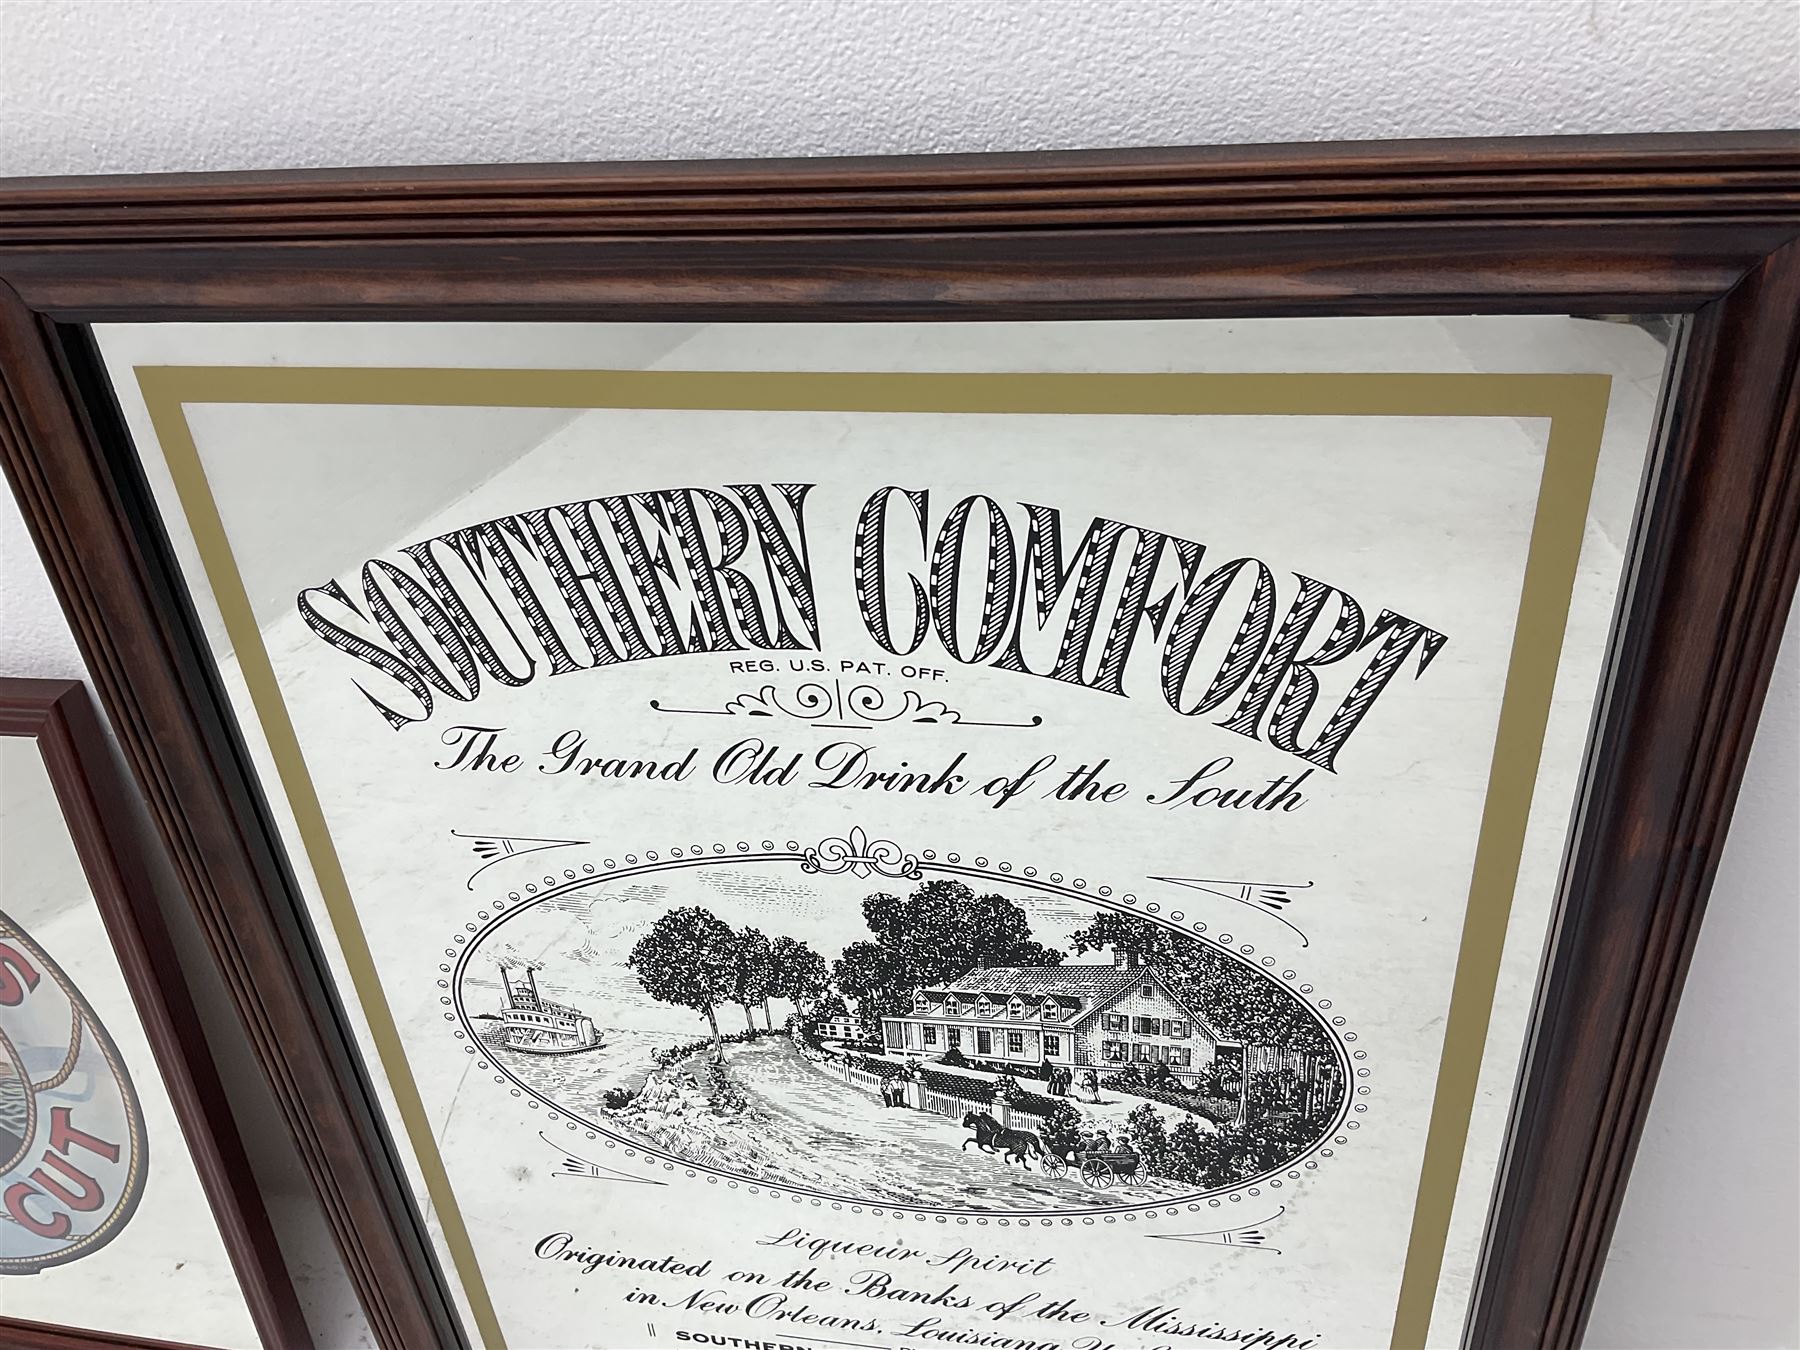 SOUTHERN COMFORT
REG. U.S. PAT. OFF.
The Grand Old Drink of the South
Liqueur Spirit
Originated on the Banks of the Mississippi
in New Orleans, Louisiana,
SOUTHERN
S
CUT